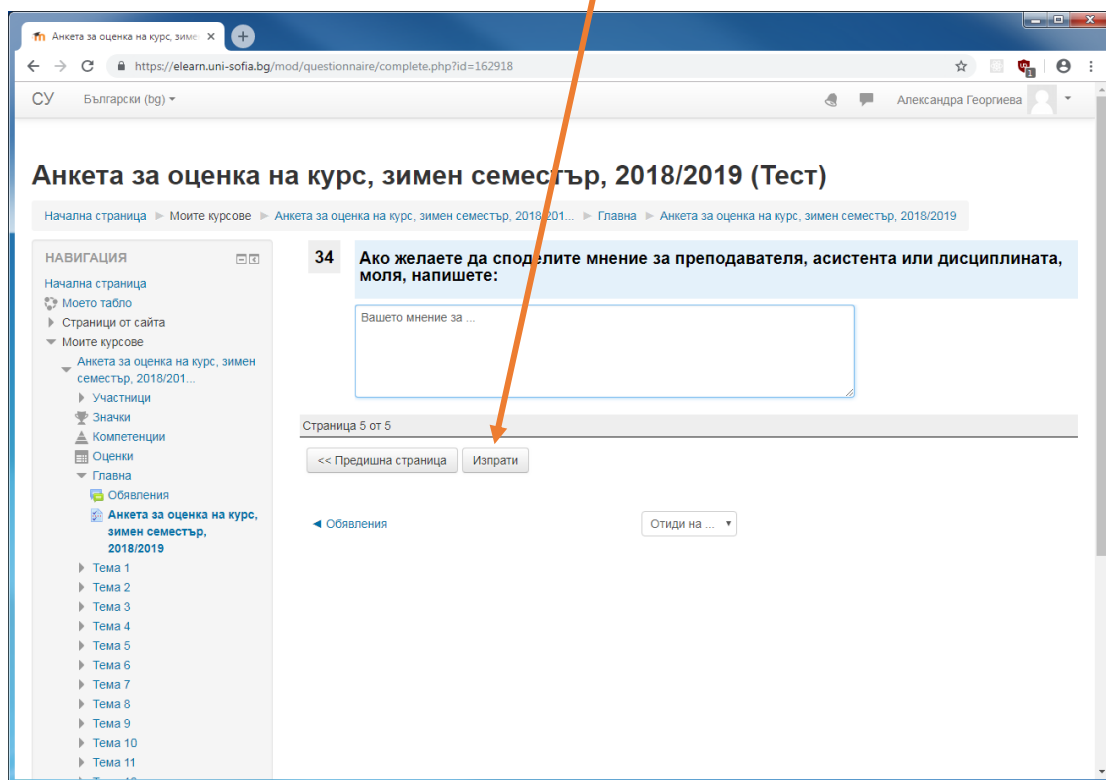 Анкета за оценка на курс, зиме
https://elearn.uni-sofia.bg/mod/questionnaire/complete.php?id=162918
1
СУ Български (bg) Александра Георгиева
Анкета за оценка на курс, зимен семестър, 2018/2019 (Тест)
Начална страница Моите курсове Анкета за оценка на курс, зимен семестър, 2018/201... Главна Анкета за оценка на курс, зимен семестър, 2018/2019
НАВИГАЦИЯ
Начална страница
Моето табло
Страници от сайта
Моите курсове
Анкета за оценка на курс, зимен
семестър, 2018/201...
Участници
Значки
Компетенции
Оценки
Главна
Обявления
Анкета за оценка на курс,
зимен семестър,
2018/2019
Тема 1
Тема 2
Тема 3
Тема 4
Тема 5
Тема 6
Тема 7
Тема 8
Тема 9
Тема 10
Тема 11
34 Ако желаете да споделите мнение за преподавателя, асистента или дисциплината,
моля, напишете:
Вашето мнение за ...
Страница 5 от 5
<< Предишна страница Изпрати
◄ Обявления Отиди на ...